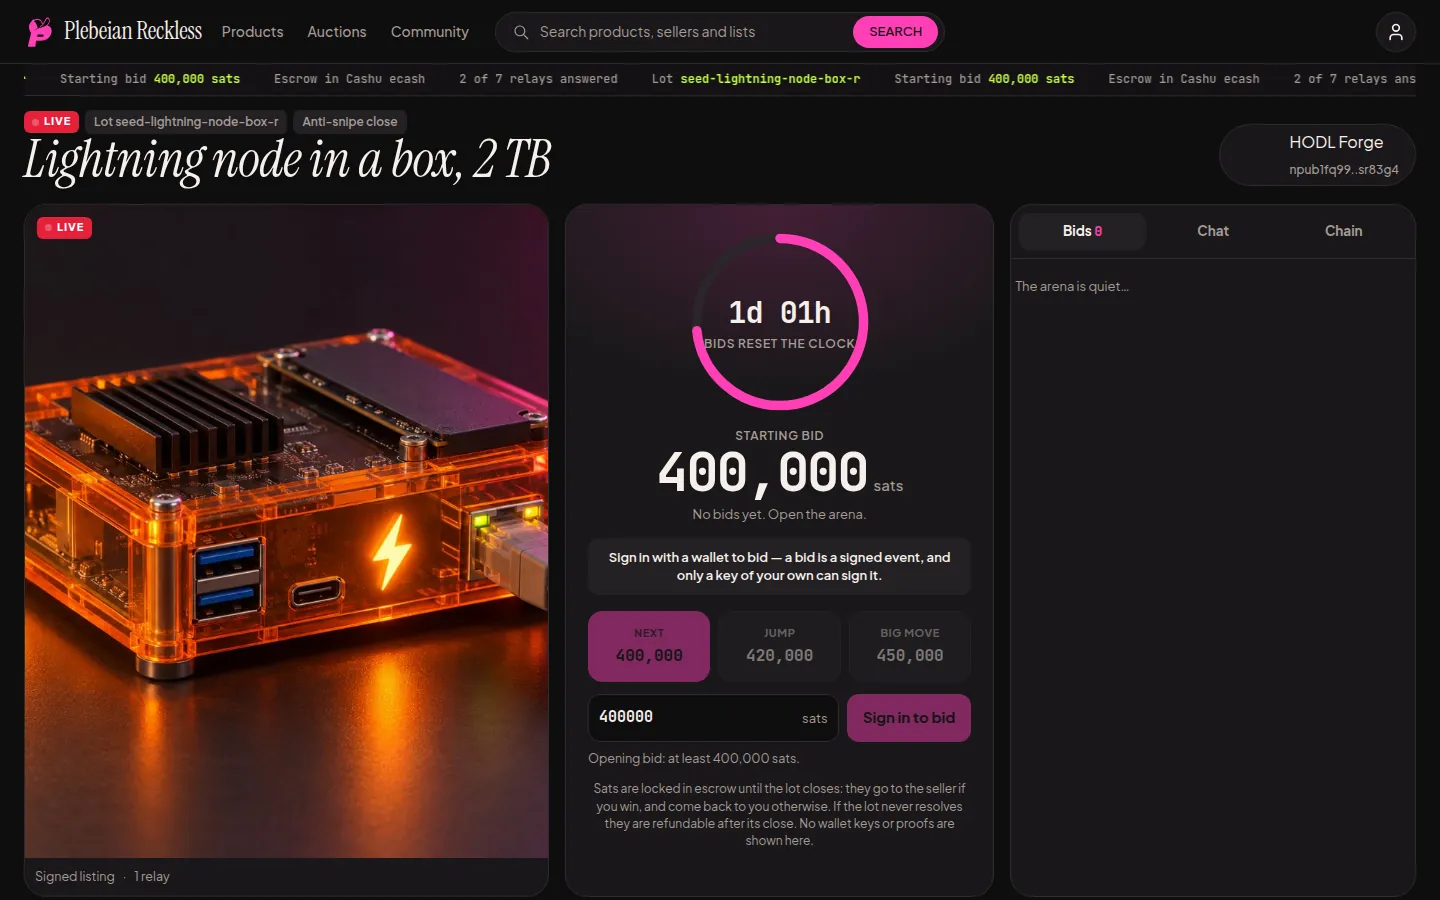 Plebeian Reckless
Products
Auctions
Community
Search products, sellers and lists
SEARCH
Starting bid 400,000 sats
Escrow in Cashu ecash
2 of 7 relays answered
Lot seed-lightning-node-box-r
Starting bid 400,000 sats
Escrow in Cashu ecash
2 of 7 relays ans
LIVE
Lot seed-lightning-node-box-r
Anti-snipe close
Lightning node in a box, 2 TB
HODL Forge
npub1fq99..sr83g4
LIVE
Signed listing · 1 relay
1d 01h
BIDS RESET THE CLOCK
STARTING BID
400,000 sats
No bids yet. Open the arena.
Sign in with a wallet to bid — a bid is a signed event, and
only a key of your own can sign it.
NEXT
400,000
JUMP
420,000
BIG MOVE
450,000
400000 sats
Sign in to bid
Opening bid: at least 400,000 sats.
Sats are locked in escrow until the lot closes: they go to the seller if
you win, and come back to you otherwise. If the lot never resolves
they are refundable after its close. No wallet keys or proofs are
shown here.
Bids 0
Chat
Chain
The arena is quiet…